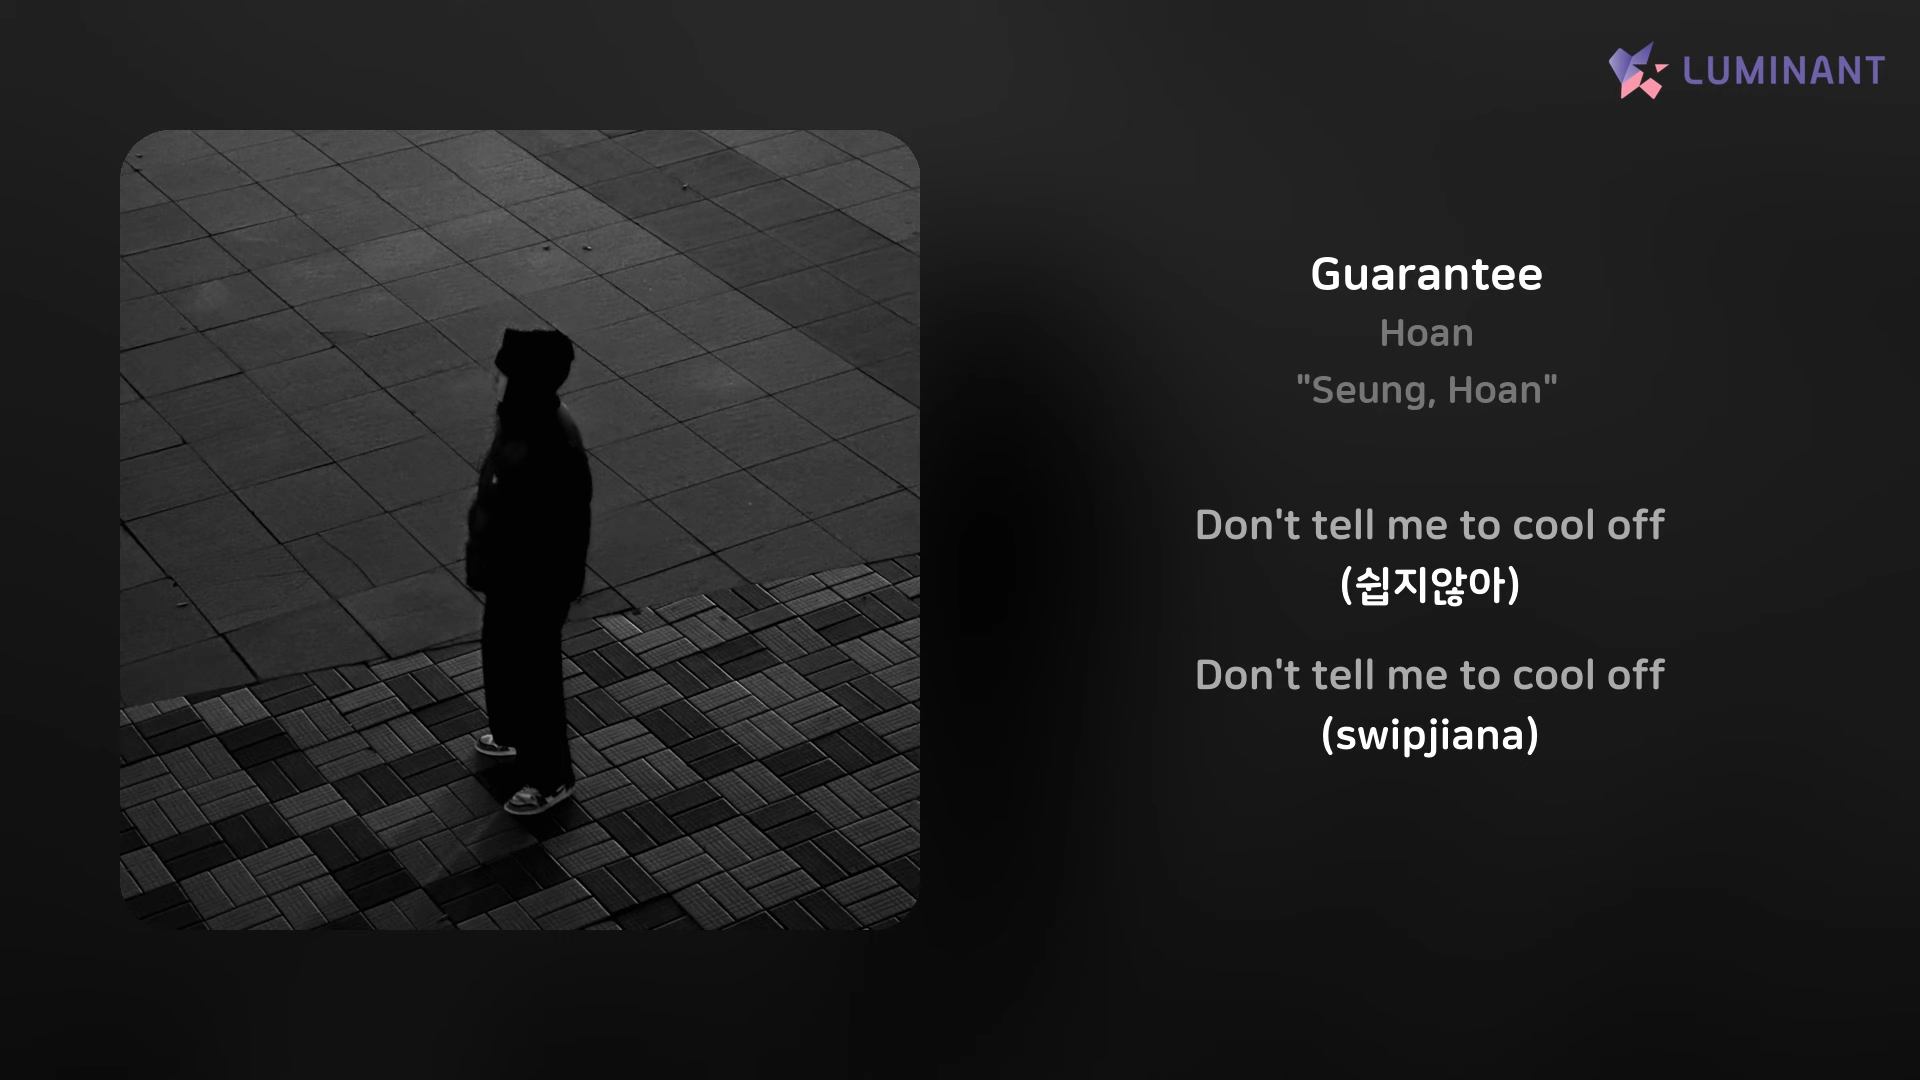 LUMINANT
Guarantee
Hoan
"Seung, Hoan"
Don't tell me to cool off
(쉽지않아)
Don't tell me to cool off
(swipjiana)